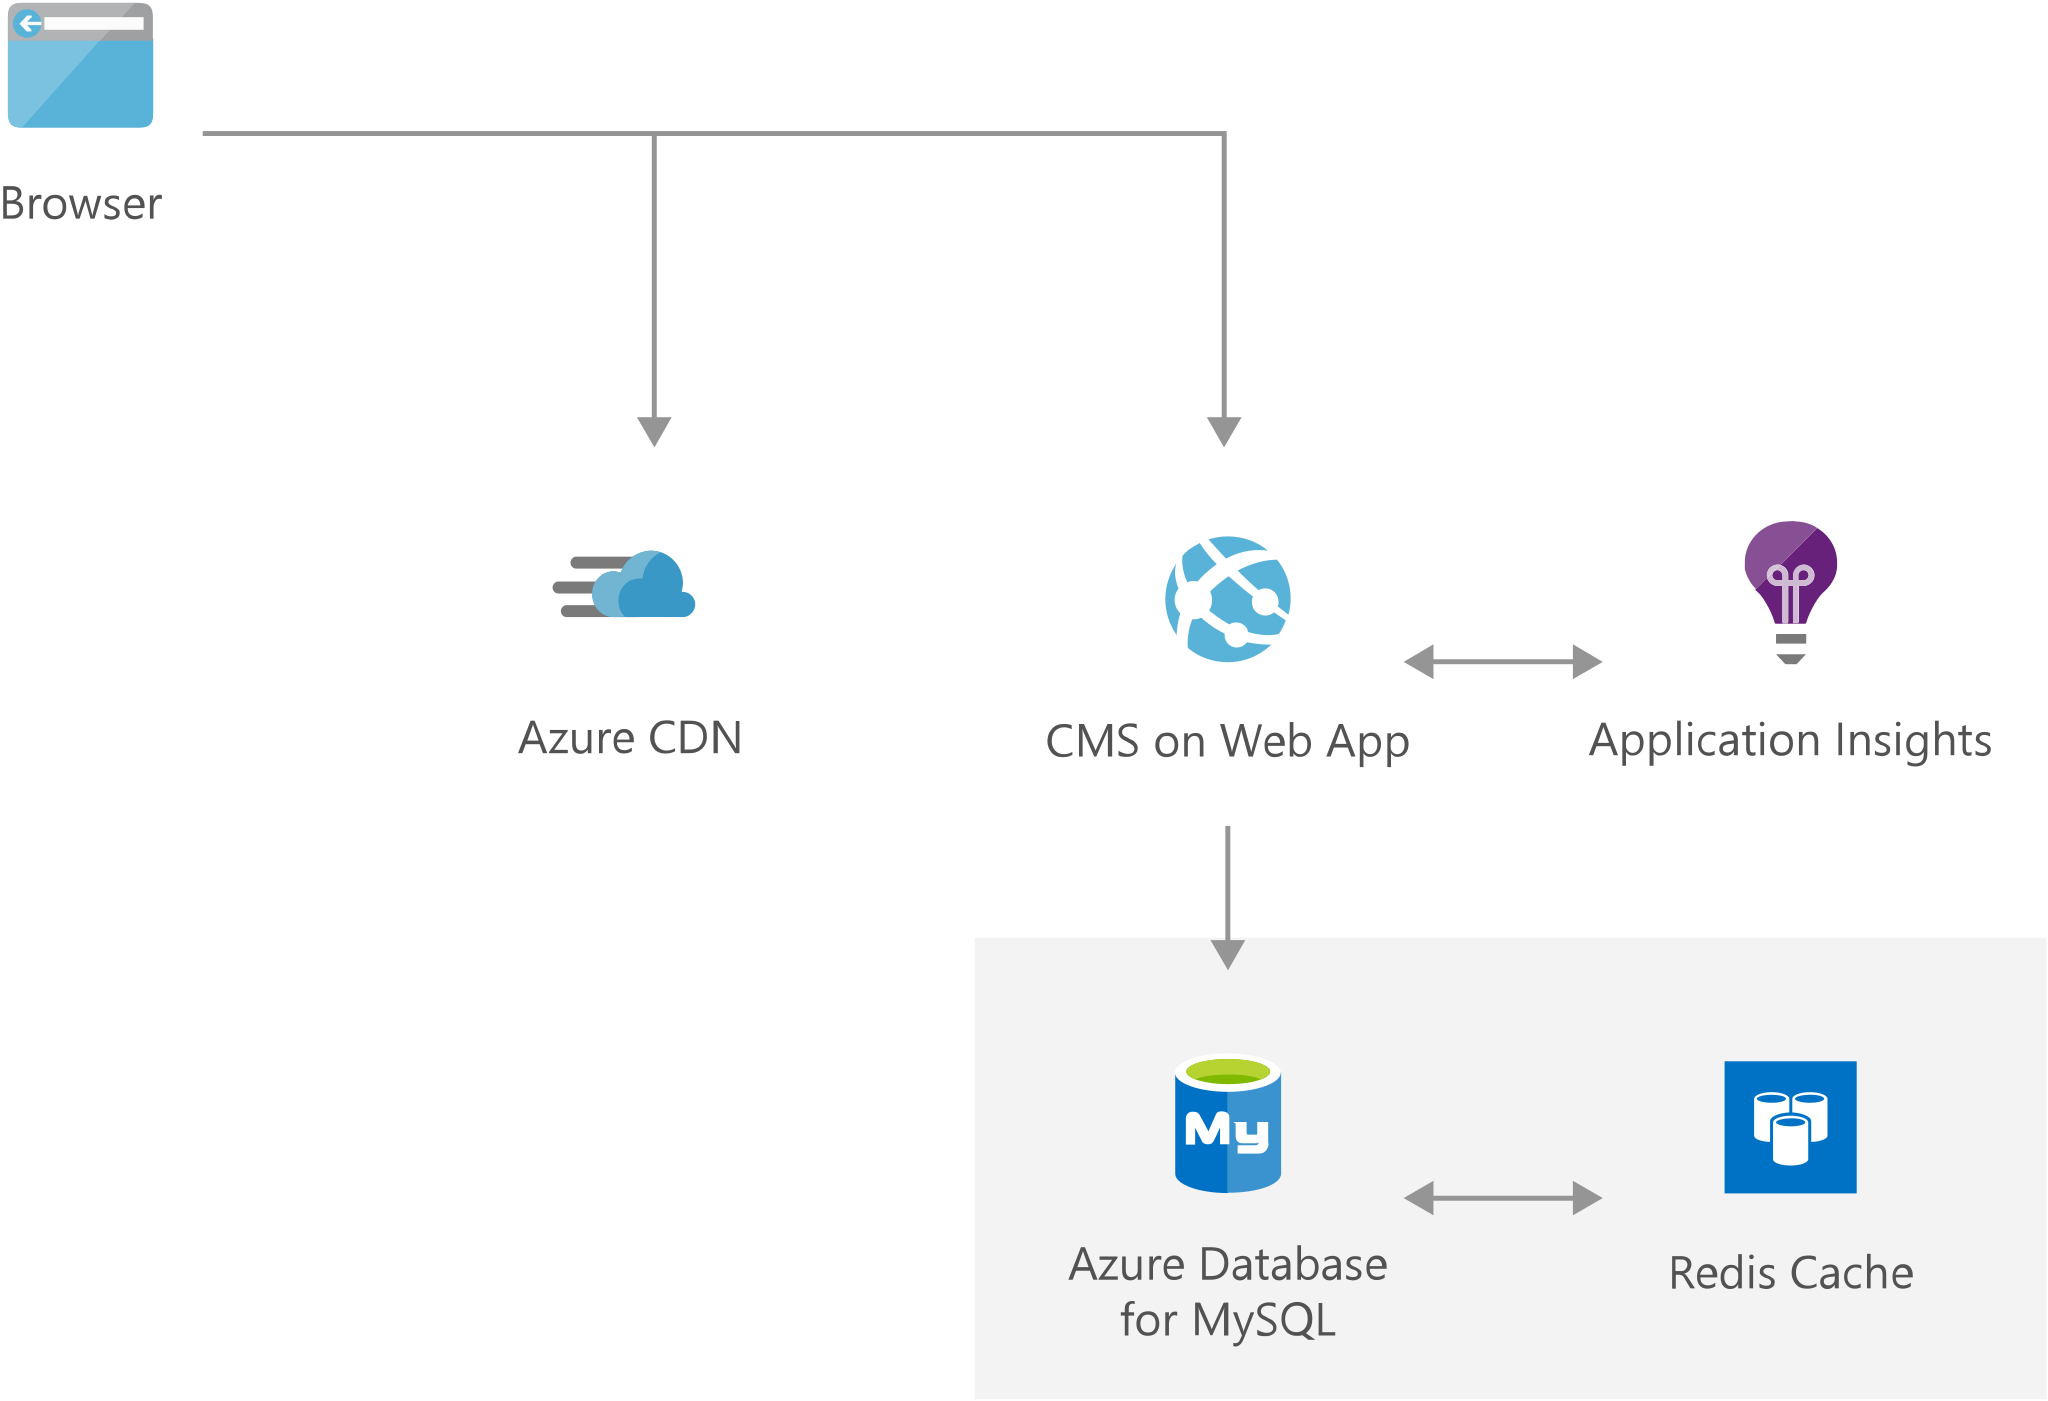 Browser
Azure CDN
CMS on Web App
Application Insights
My
Azure Database
for MySQL
Redis Cache